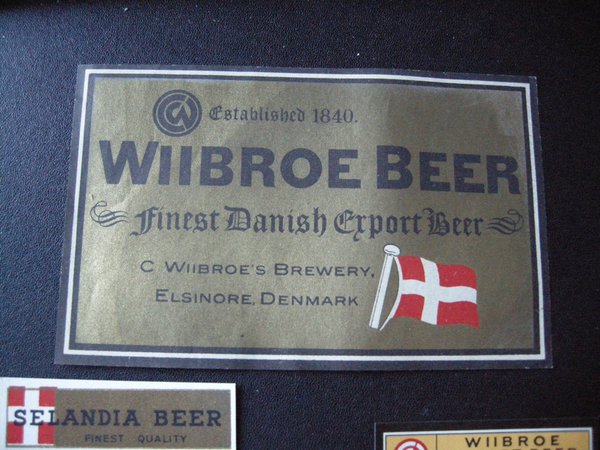 Established 1840.
WIIBROE BEER
Finest Danish Export Beer
C WIIBROE'S BREWERY,
ELSINORE, DENMARK
SELANDIA BEER
FINEST QUALITY
WIIBROE